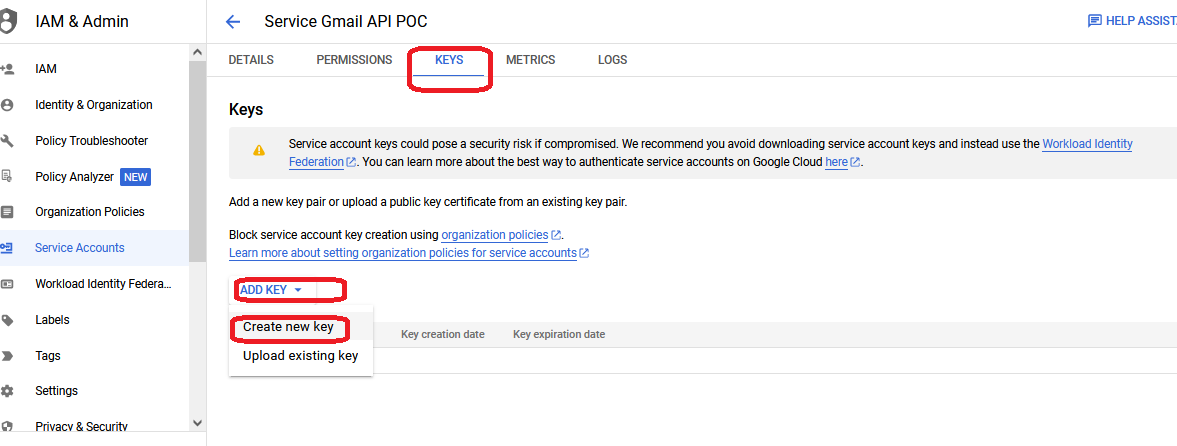 IAM & Admin
Service Gmail API POC
HELP ASSIST
IAM
Identity & Organization
Policy Troubleshooter
Policy Analyzer NEW
Organization Policies
Service Accounts
Workload Identity Federa...
Labels
Tags
Settings
Privacy & Security
DETAILS PERMISSIONS KEYS METRICS LOGS
Keys
Service account keys could pose a security risk if compromised. We recommend you avoid downloading service account keys and instead use the Workload Identity
Federation. You can learn more about the best way to authenticate service accounts on Google Cloud here.
Add a new key pair or upload a public key certificate from an existing key pair.
Block service account key creation using organization policies.
Learn more about setting organization policies for service accounts
ADD KEY
Create new key
Upload existing key
Key creation date Key expiration date